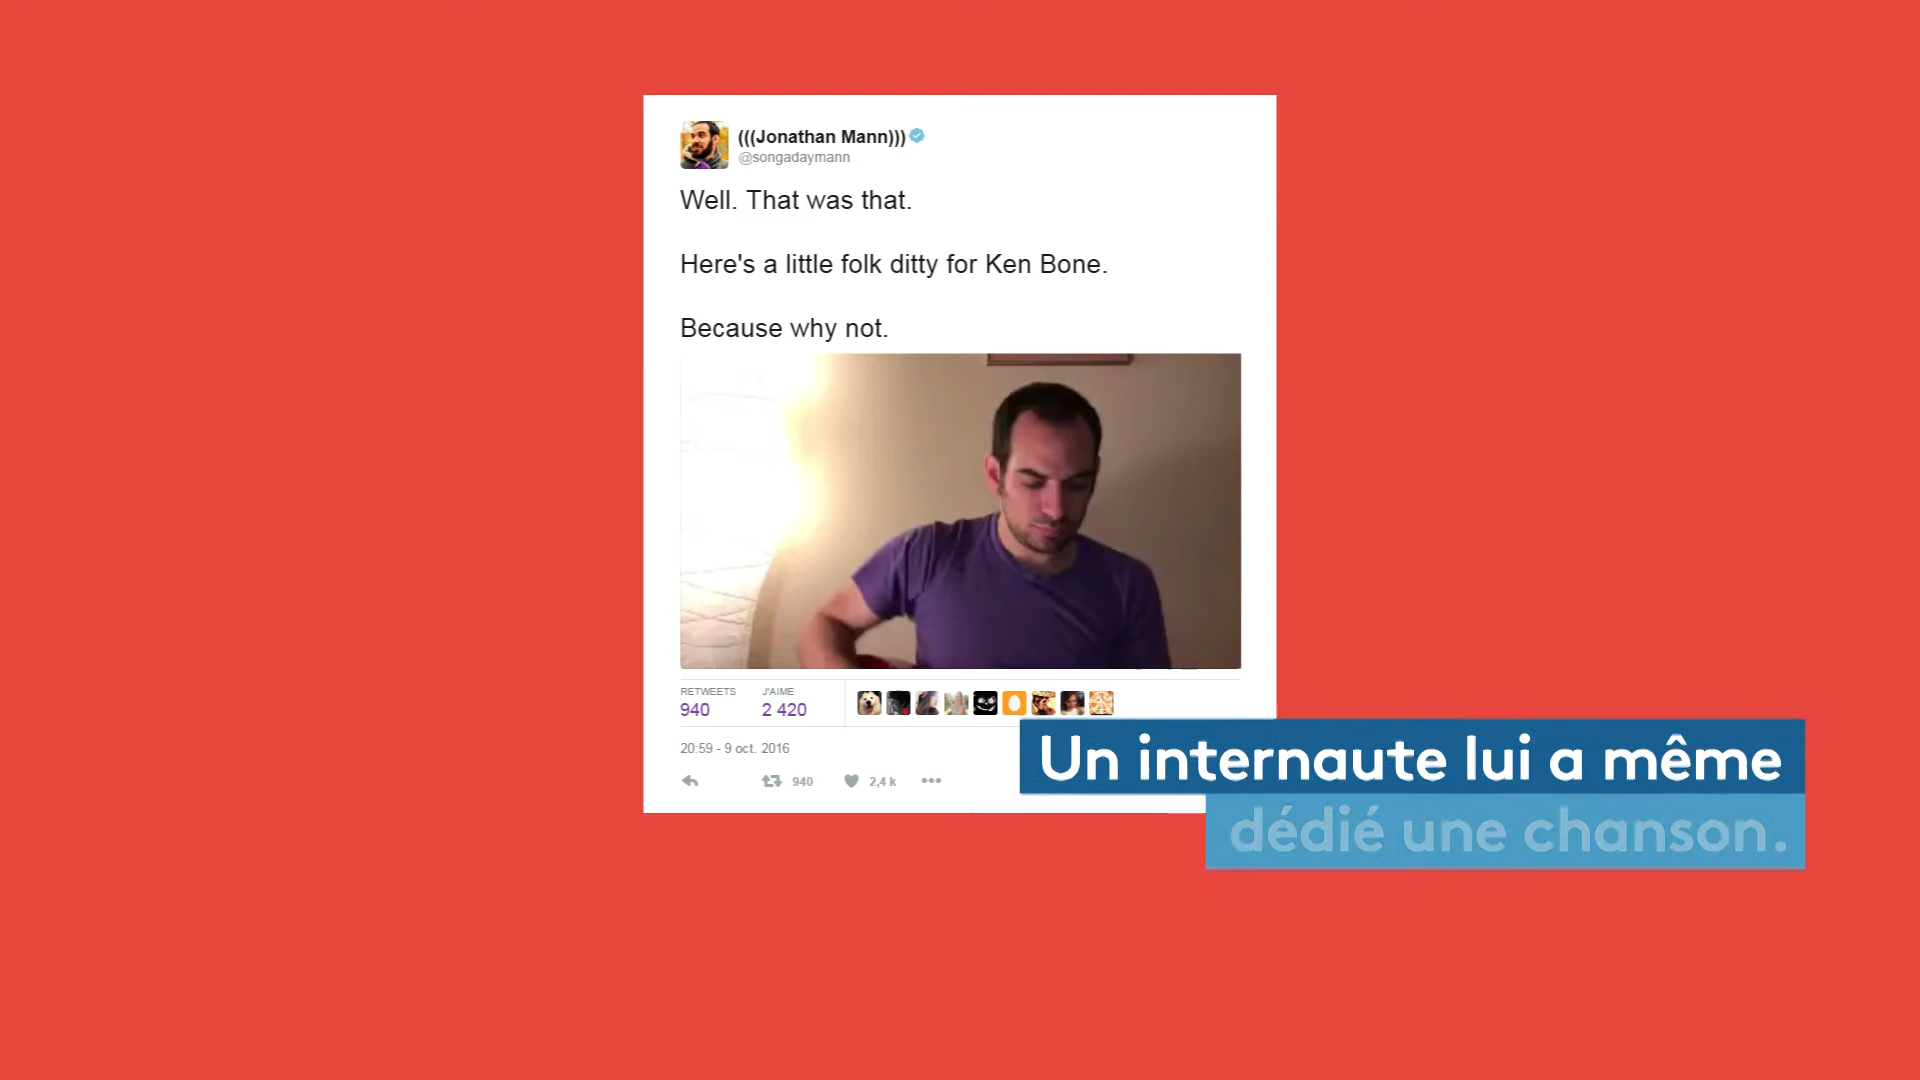 (((Jonathan Mann)))
@songadaymann
Well. That was that.
Here's a little folk ditty for Ken Bone.
Because why not.
RETWEETS
J'AIME
940
2 420
20:59 - 9 oct. 2016
940
2,4 k
Un internaute lui a même
dédié une chanson.